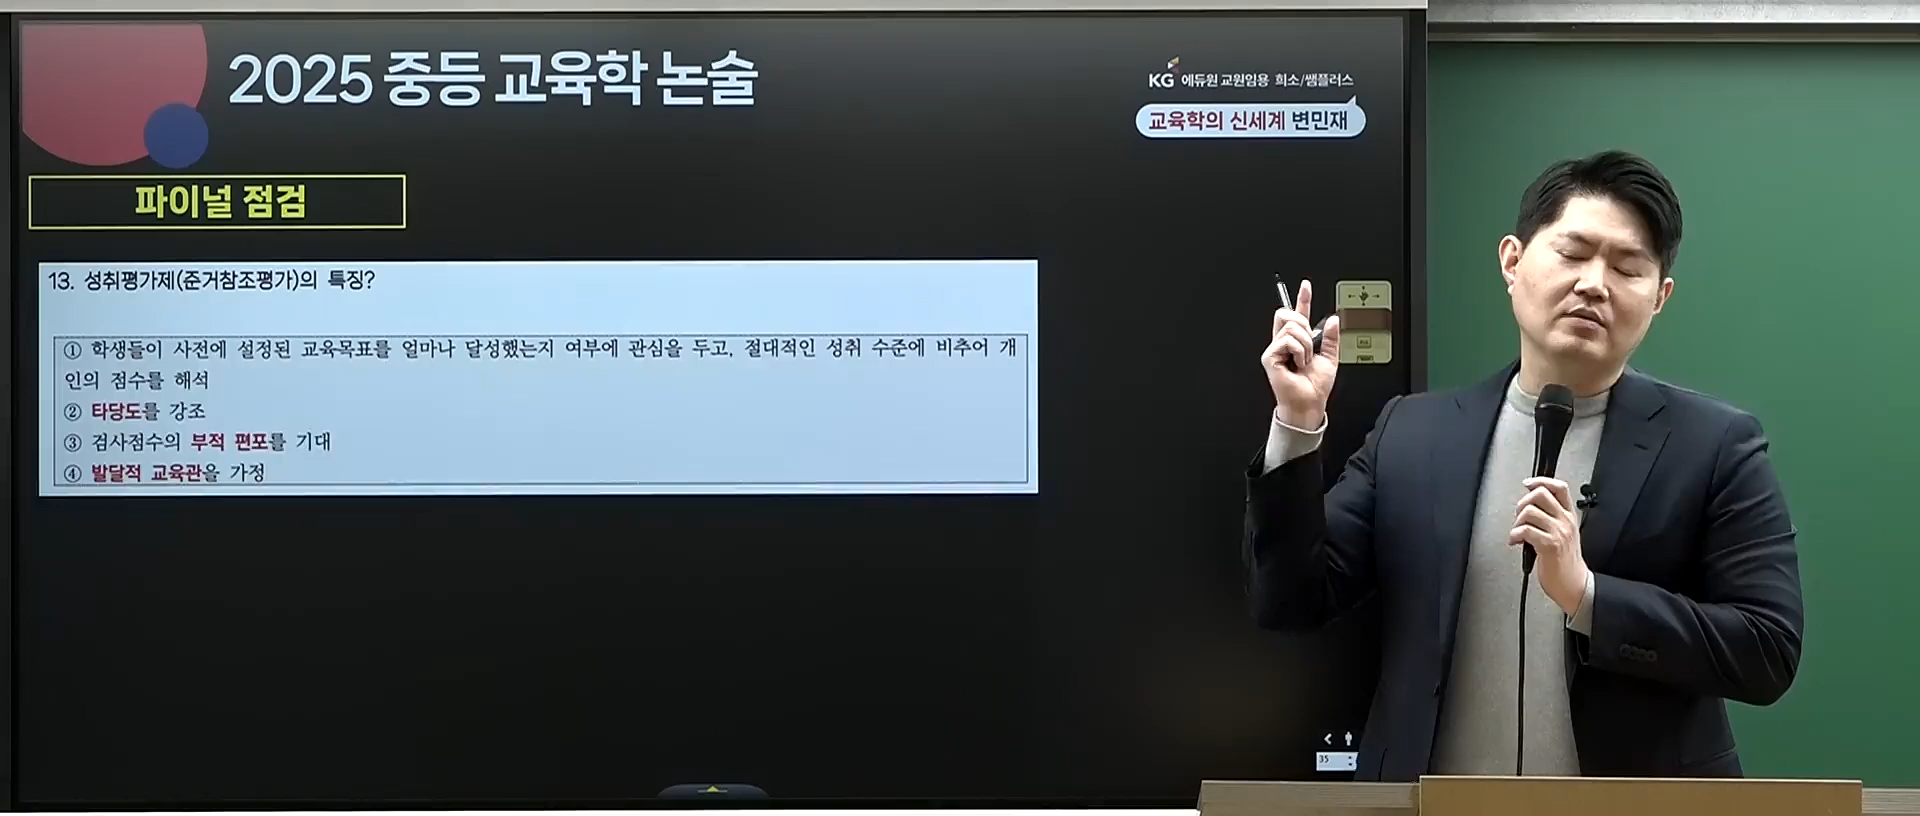 2025 중등 교육학 논술
KG 에듀원 교원임용 희소/쌤플러스
교육학의 신세계 변민재
파이널 점검
13. 성취평가제(준거참조평가)의 특징?
① 학생들이 사전에 설정된 교육목표를 얼마나 달성했는지 여부에 관심을 두고, 절대적인 성취 수준에 비추어 개
인의 점수를 해석
② 타당도를 강조
③ 검사점수의 부적 편포를 기대
④ 발달적 교육관을 가정
35